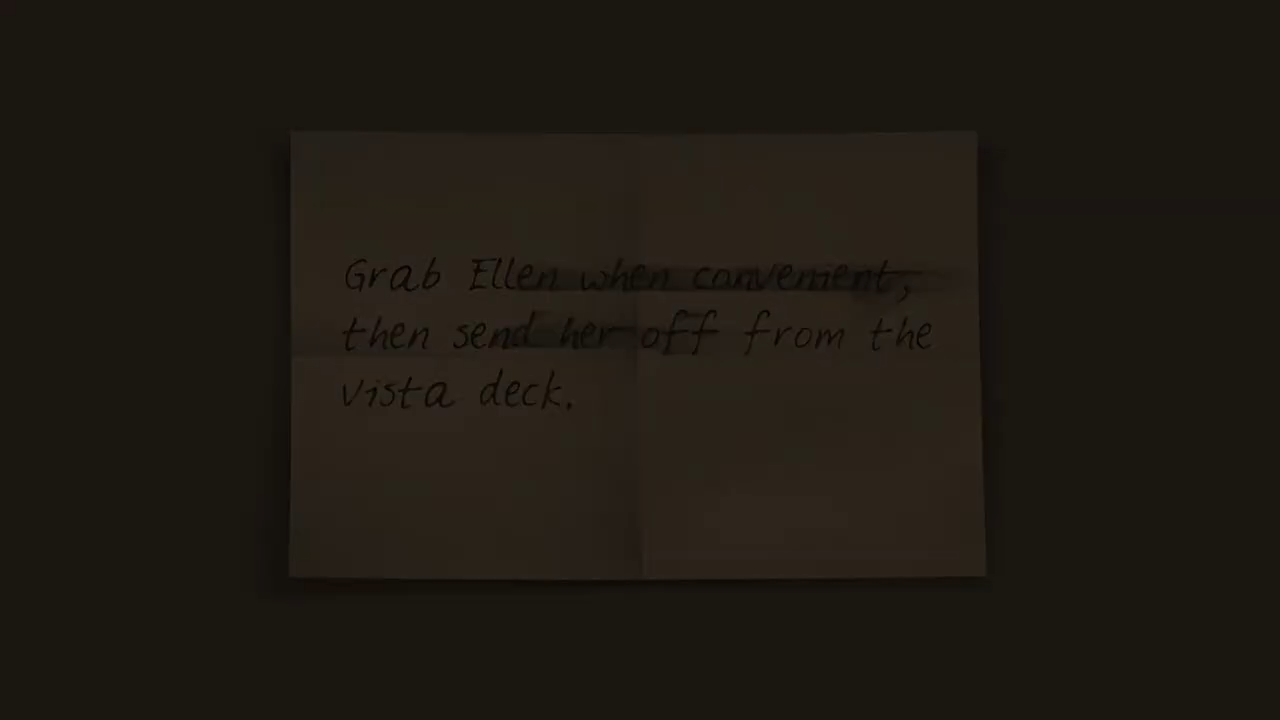 Grab Ellen when convenient,
then send her off from the
vista deck.